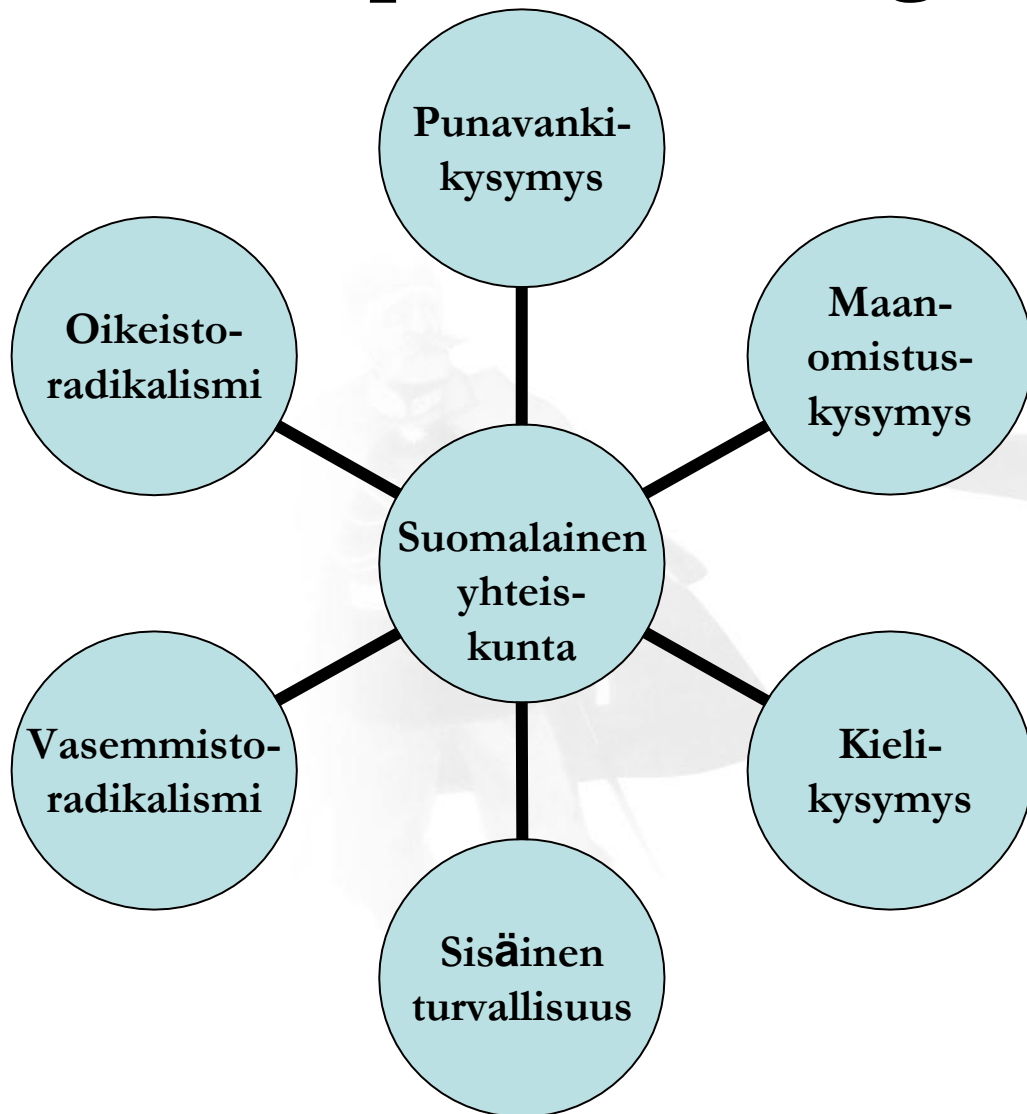 Punavanki-
kysymys
Oikeisto-
radikalismi
Maan-
omistus-
kysymys
Suomalainen
yhteis-
kunta
Vasemmisto-
radikalismi
Kieli-
kysymys
Sisäinen
turvallisuus